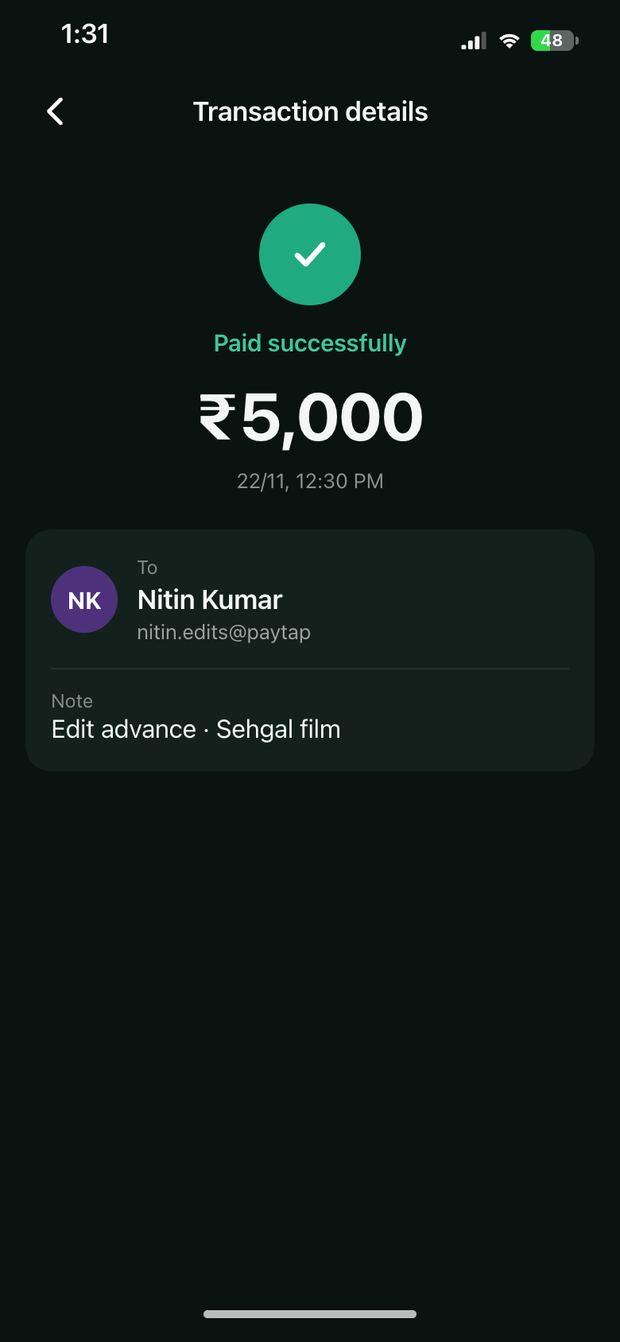 1:31
48
Transaction details
Paid successfully
₹5,000
22/11, 12:30 PM
To
NK
Nitin Kumar
nitin.edits@paytap
Note
Edit advance · Sehgal film